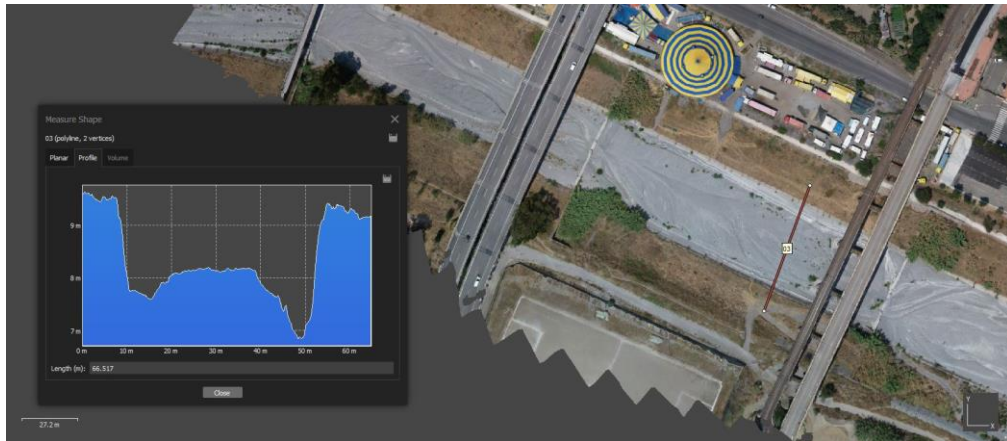 Measure Shape
03 (polyline, 2 vertices)
Planar Profile Volume
9 m
8 m
7 m
0 m 10 m 20 m 30 m 40 m 50 m 60 m
Length (m): 66.517
Close
03
27.2 m
Y
X